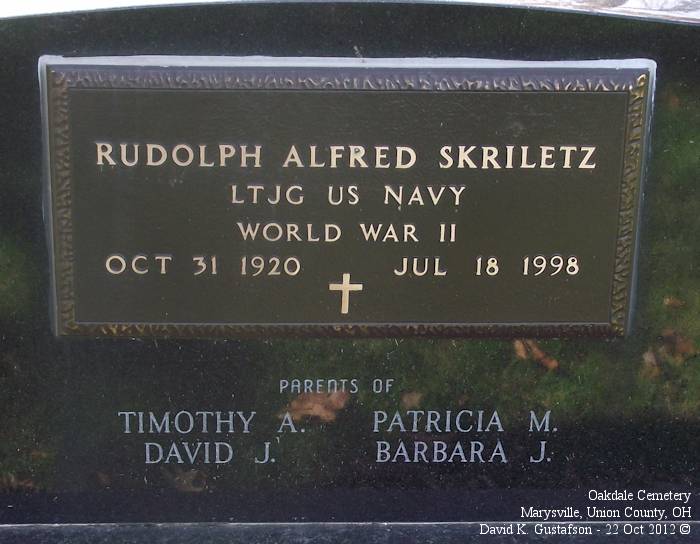 RUDOLPH ALFRED SKRILETZ
LTJG US NAVY
WORLD WAR II
OCT 31 1920 JUL 18 1998
PARENTS OF
TIMOTHY A. PATRICIA M.
DAVID J. BARBARA J.
Oakdale Cemetery
Marysville, Union County, OH
David K. Gustafson - 22 Oct 2012 ©